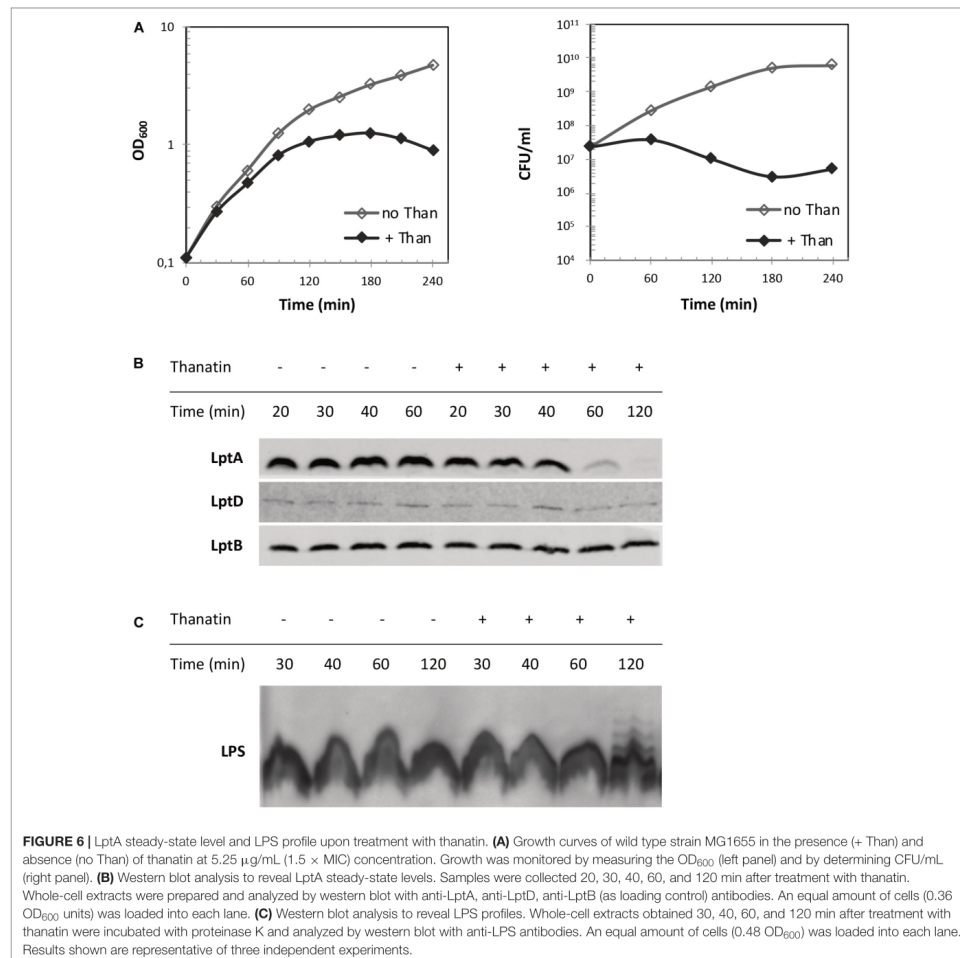 A
10
1
0,1
OD600
0 30 60 90 120 150 180 210 240
Time (min)
no Than
+ Than
10¹¹
10¹⁰
10⁹
10⁸
10⁷
10⁶
10⁵
10⁴
CFU/ml
0 60 120 180 240
Time (min)
no Than
+ Than
B
Thanatin - - - - + + + + +
Time (min) 20 30 40 60 20 30 40 60 120
LptA
LptD
LptB
C
Thanatin - - - - + + + +
Time (min) 30 40 60 120 30 40 60 120
LPS
FIGURE 6 | LptA steady-state level and LPS profile upon treatment with thanatin. (A) Growth curves of wild type strain MG1655 in the presence (+ Than) and
absence (no Than) of thanatin at 5.25 μg/mL (1.5 × MIC) concentration. Growth was monitored by measuring the OD600 (left panel) and by determining CFU/mL
(right panel). (B) Western blot analysis to reveal LptA steady-state levels. Samples were collected 20, 30, 40, 60, and 120 min after treatment with thanatin.
Whole-cell extracts were prepared and analyzed by western blot with anti-LptA, anti-LptD, anti-LptB (as loading control) antibodies. An equal amount of cells (0.36
OD600 units) was loaded into each lane. (C) Western blot analysis to reveal LPS profiles. Whole-cell extracts obtained 30, 40, 60, and 120 min after treatment with
thanatin were incubated with proteinase K and analyzed by western blot with anti-LPS antibodies. An equal amount of cells (0.48 OD600) was loaded into each lane.
Results shown are representative of three independent experiments.